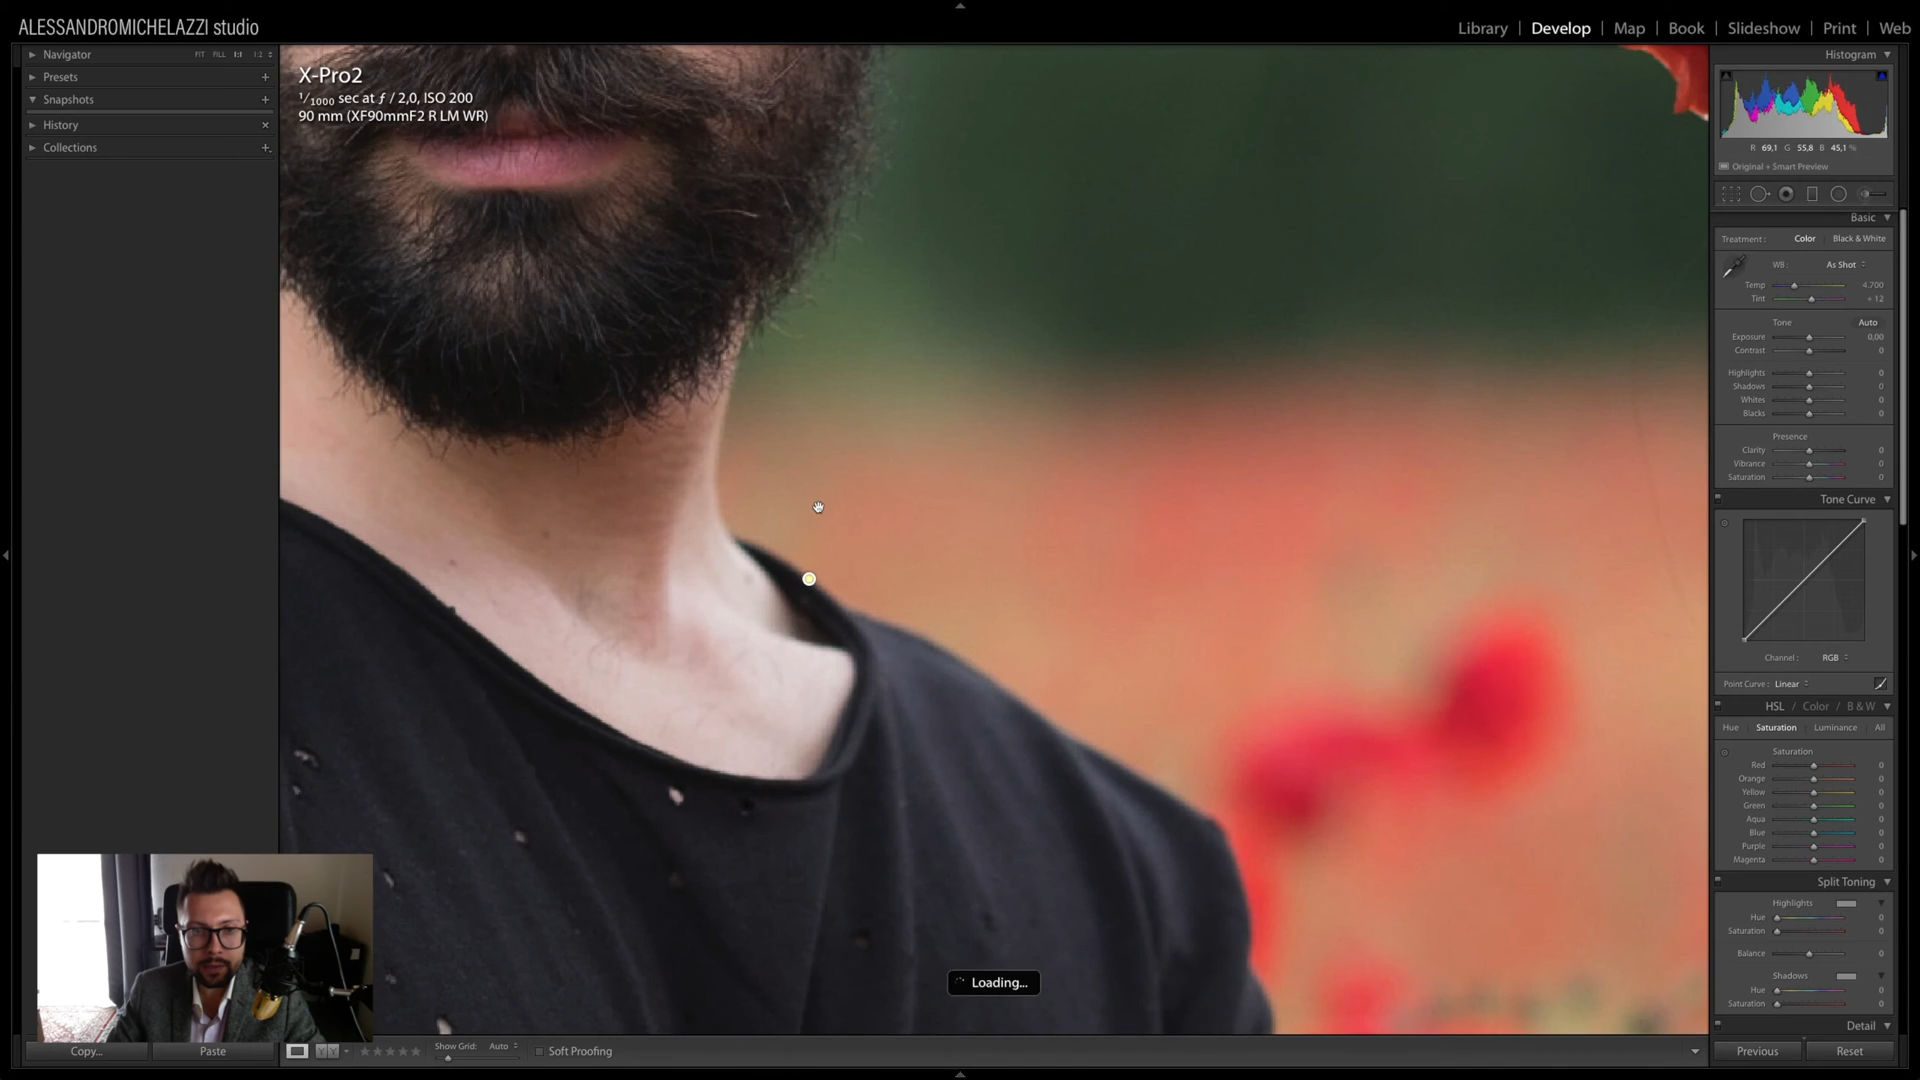 ALESSANDROMICHELAZZI studio
Library | Develop | Map | Book | Slideshow | Print | Web
Navigator FIT FILL 1:1 1:2
Presets
Snapshots
History
Collections
X-Pro2
1/1000 sec at ƒ / 2,0, ISO 200
90 mm (XF90mmF2 R LM WR)
Loading...
Copy...
Paste
Show Grid: Auto
Soft Proofing
Histogram
R 69,1 G 55,8 B 45,1 %
Original + Smart Preview
Basic
Treatment : Color Black & White
WB : As Shot
Temp 4.700
Tint + 12
Tone Auto
Exposure 0,00
Contrast 0
Highlights 0
Shadows 0
Whites 0
Blacks 0
Presence
Clarity 0
Vibrance 0
Saturation 0
Tone Curve
Channel : RGB
Point Curve : Linear
HSL / Color / B & W
Hue Saturation Luminance All
Saturation
Red 0
Orange 0
Yellow 0
Green 0
Aqua 0
Blue 0
Purple 0
Magenta 0
Split Toning
Highlights
Hue 0
Saturation 0
Balance 0
Shadows
Hue 0
Saturation 0
Detail
Previous
Reset